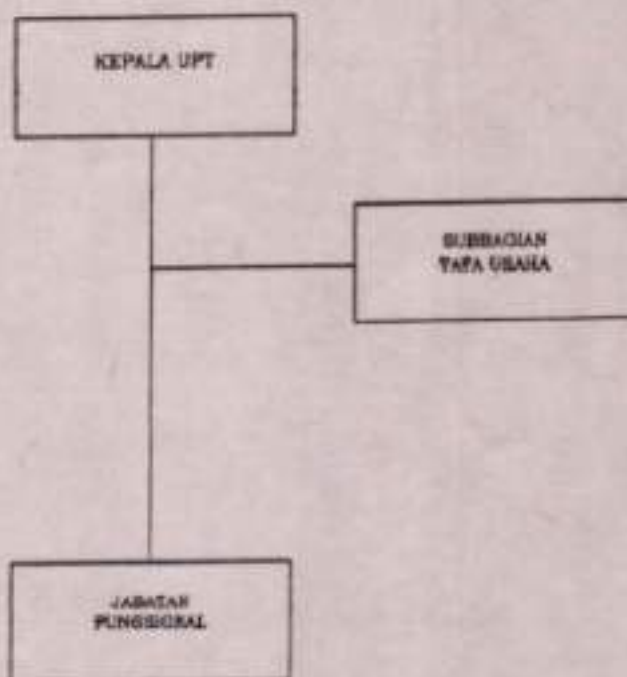 KEPALA UPT
SUBBAGIAN
TATA USAHA
JABATAN
FUNGSIONAL